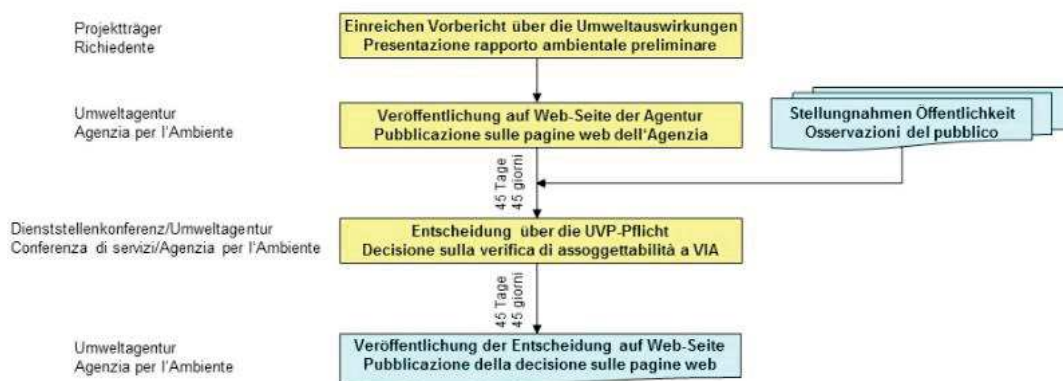 Projektträger
Richiedente
Einreichen Vorbericht über die Umweltauswirkungen
Presentazione rapporto ambientale preliminare
Umweltagentur
Agenzia per l'Ambiente
Veröffentlichung auf Web-Seite der Agentur
Pubblicazione sulle pagine web dell'Agenzia
Stellungnahmen Öffentlichkeit
Osservazioni del pubblico
45 Tage
45 giorni
Dienststellenkonferenz/Umweltagentur
Conferenza di servizi/Agenzia per l'Ambiente
Entscheidung über die UVP-Pflicht
Decisione sulla verifica di assoggettabilità a VIA
45 Tage
45 giorni
Umweltagentur
Agenzia per l'Ambiente
Veröffentlichung der Entscheidung auf Web-Seite
Pubblicazione della decisione sulle pagine web